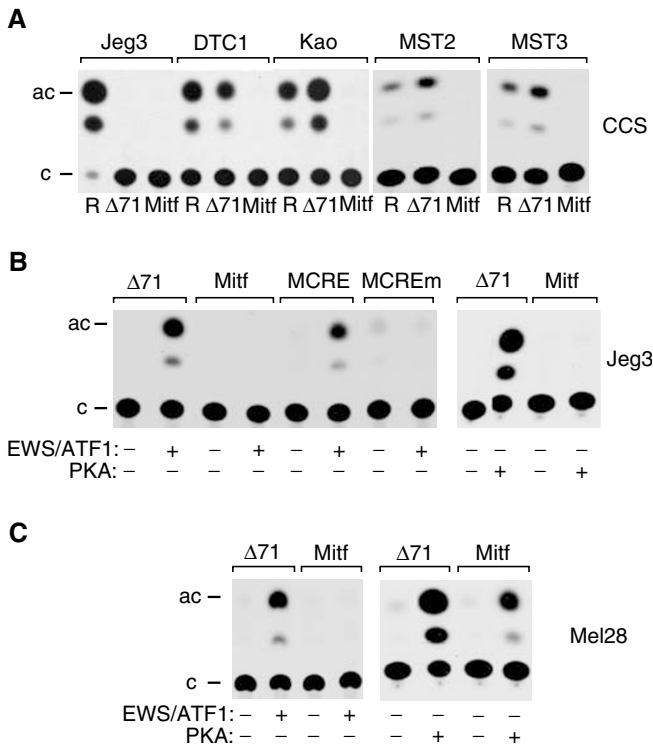 A
Jeg3 DTC1 Kao MST2 MST3
ac –
CCS
c –
R Δ71 Mitf R Δ71 Mitf R Δ71 Mitf R Δ71 Mitf R Δ71 Mitf
B
Δ71 Mitf MCRE MCREm Δ71 Mitf
ac –
Jeg3
c –
EWS/ATF1: – + – + – + – + – – – –
PKA: – – – – – – – – – + – +
C
Δ71 Mitf Δ71 Mitf
ac –
Mel28
c –
EWS/ATF1: – + – + – – – –
PKA: – – – – – + – +